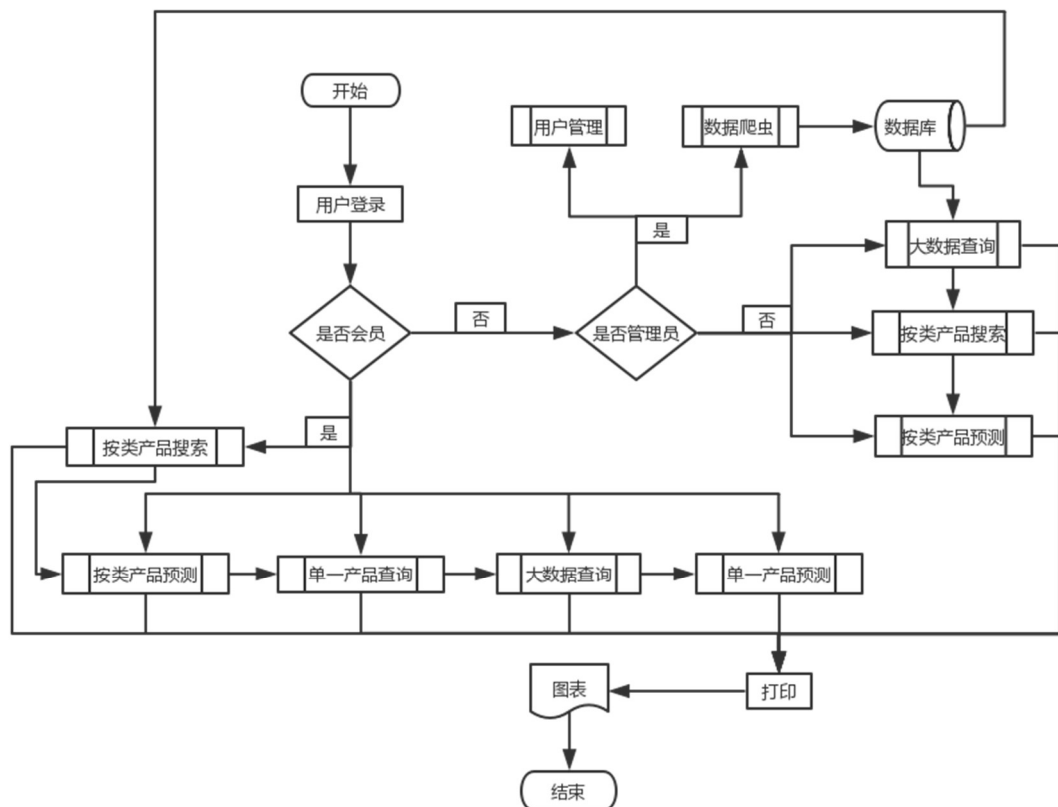 开始
用户管理
数据爬虫
数据库
用户登录
是
大数据查询
是否会员
否
是否管理员
否
按类产品搜索
是
按类产品搜索
按类产品预测
按类产品预测
单一产品查询
大数据查询
单一产品预测
图表
打印
结束